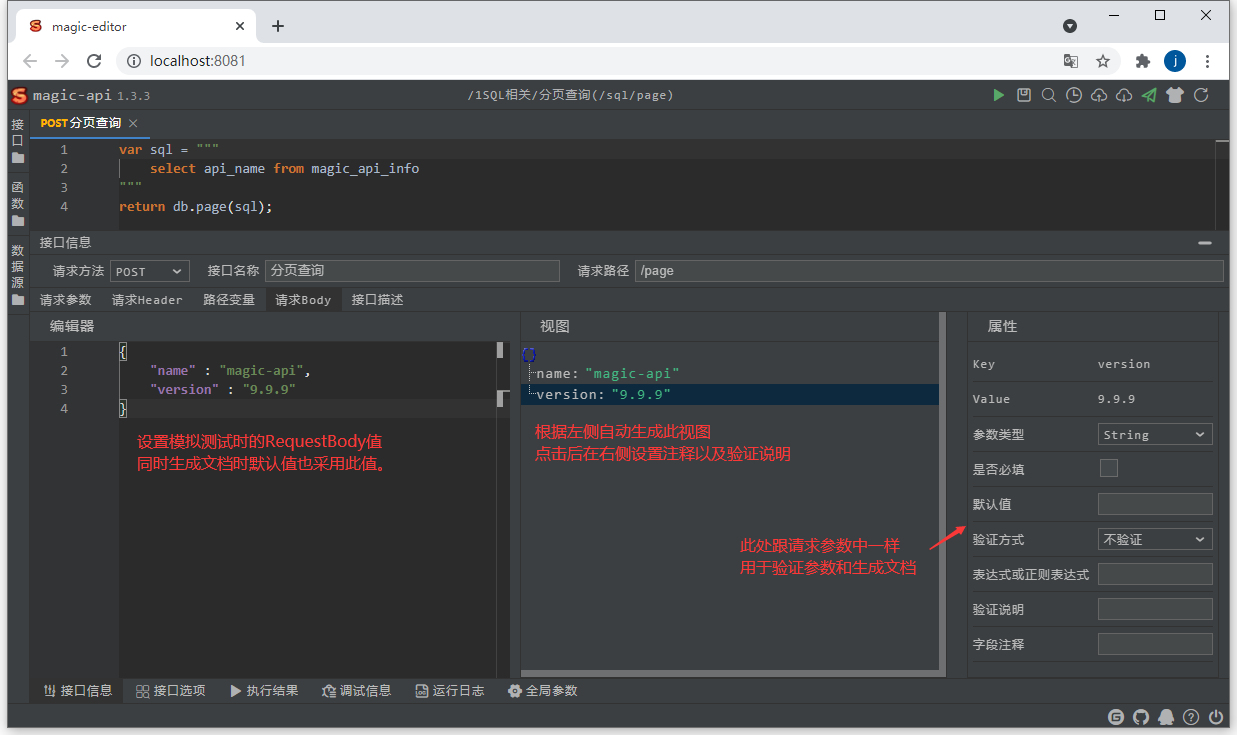 magic-editor
localhost:8081
j
magic-api 1.3.3
/1SQL相关/分页查询(/sql/page)
接口
函数
数据源
POST 分页查询
1 var sql = """
2 select api_name from magic_api_info
3 """
4 return db.page(sql);
接口信息
请求方法 POST 接口名称 分页查询 请求路径 /page
请求参数 请求Header 路径变量 请求Body 接口描述
编辑器
1 {
2 "name" : "magic-api",
3 "version" : "9.9.9"
4 }
设置模拟测试时的RequestBody值
同时生成文档时默认值也采用此值。
视图
{}
name: "magic-api"
version: "9.9.9"
根据左侧自动生成此视图
点击后在右侧设置注释以及验证说明
此处跟请求参数中一样
用于验证参数和生成文档
属性
Key version
Value 9.9.9
参数类型 String
是否必填
默认值
验证方式 不验证
表达式或正则表达式
验证说明
字段注释
接口信息 接口选项 执行结果 调试信息 运行日志 全局参数